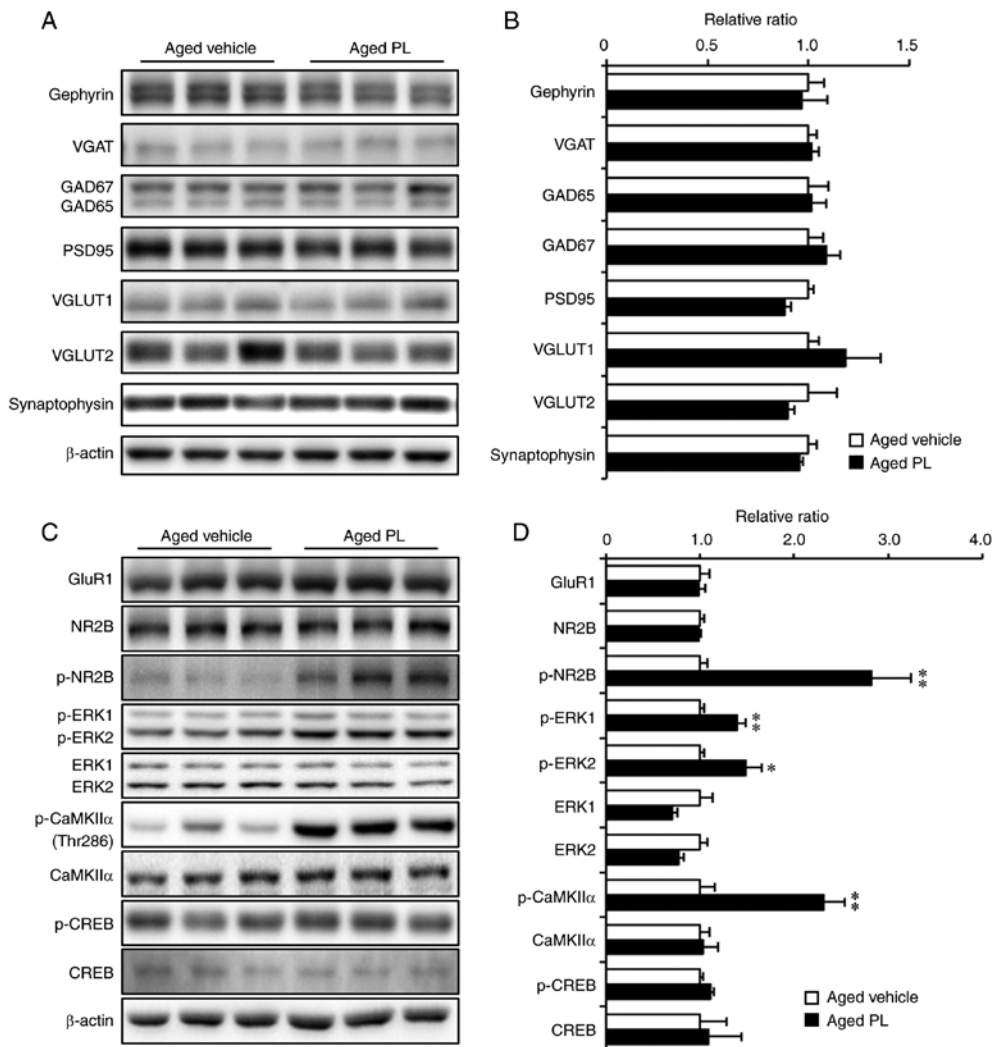 A
Aged vehicle
Aged PL
Gephyrin
VGAT
GAD67
GAD65
PSD95
VGLUT1
VGLUT2
Synaptophysin
β-actin
B
Relative ratio
0
0.5
1.0
1.5
Gephyrin
VGAT
GAD65
GAD67
PSD95
VGLUT1
VGLUT2
Synaptophysin
Aged vehicle
Aged PL
C
Aged vehicle
Aged PL
GluR1
NR2B
p-NR2B
p-ERK1
p-ERK2
ERK1
ERK2
p-CaMKIIα
(Thr286)
CaMKIIα
p-CREB
CREB
β-actin
D
Relative ratio
0
1.0
2.0
3.0
4.0
GluR1
NR2B
p-NR2B
**
p-ERK1
**
p-ERK2
*
ERK1
ERK2
p-CaMKIIα
**
CaMKIIα
p-CREB
CREB
Aged vehicle
Aged PL